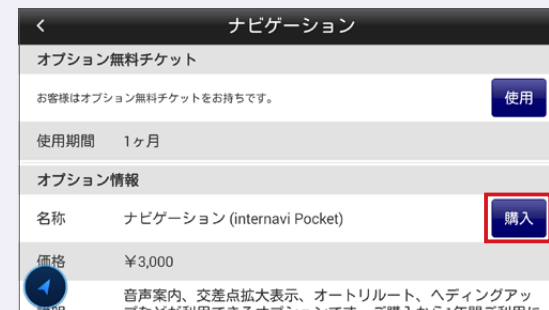 ナビゲーション
オプション無料チケット
お客様はオプション無料チケットをお持ちです。 使用
使用期間 1ヶ月
オプション情報
名称 ナビゲーション (internavi Pocket) 購入
価格 ¥3,000
音声案内、交差点拡大表示、オートリルート、ヘディングアッ